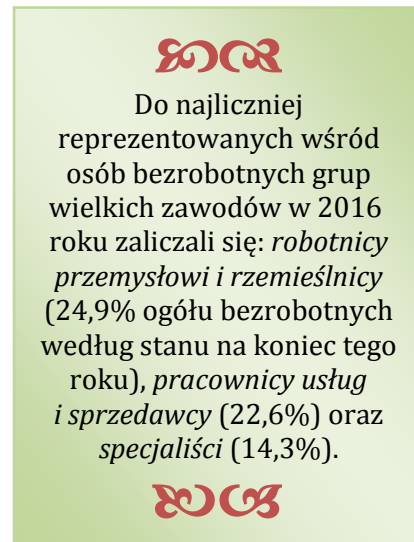 Do najliczniej
reprezentowanych wśród
osób bezrobotnych grup
wielkich zawodów w 2016
roku zaliczali się: robotnicy
przemysłowi i rzemieślnicy
(24,9% ogółu bezrobotnych
według stanu na koniec tego
roku), pracownicy usług
i sprzedawcy (22,6%) oraz
specjaliści (14,3%).